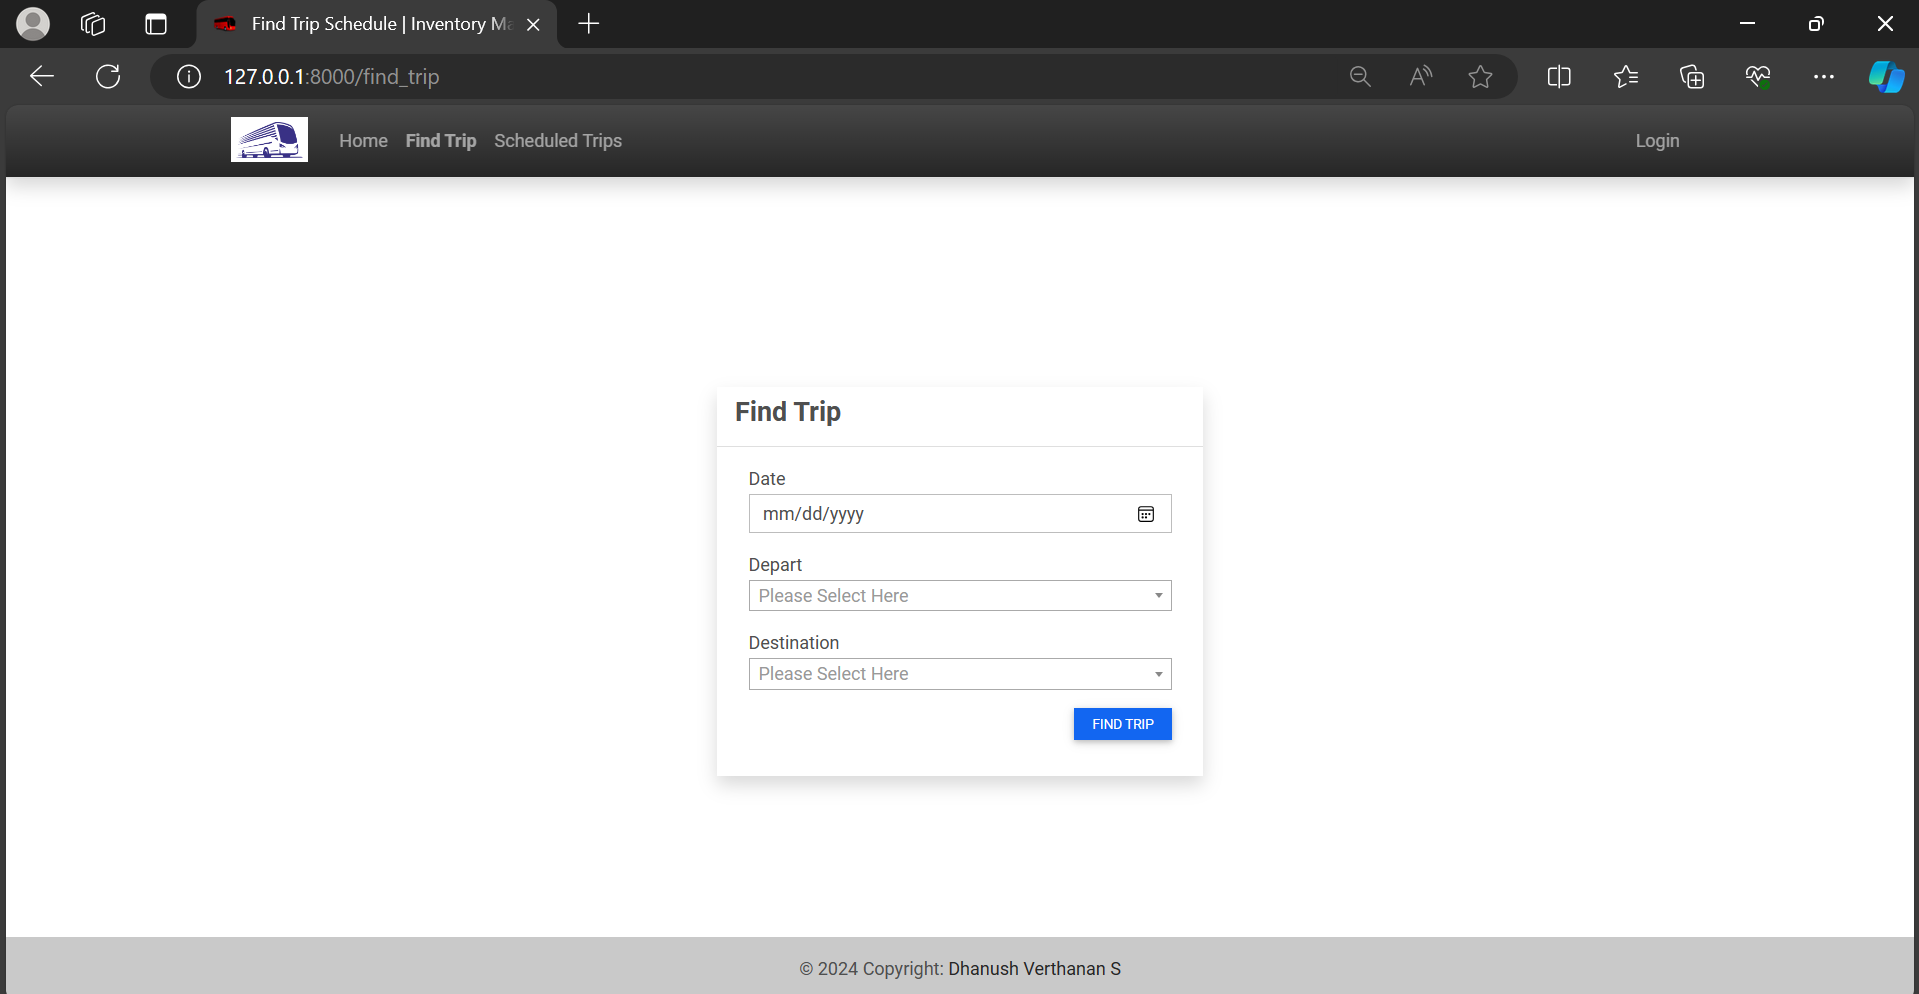 Find Trip Schedule | Inventory Ma
127.0.0.1:8000/find_trip
Home Find Trip Scheduled Trips Login
Find Trip
Date
mm/dd/yyyy
Depart
Please Select Here
Destination
Please Select Here
FIND TRIP
© 2024 Copyright: Dhanush Verthanan S